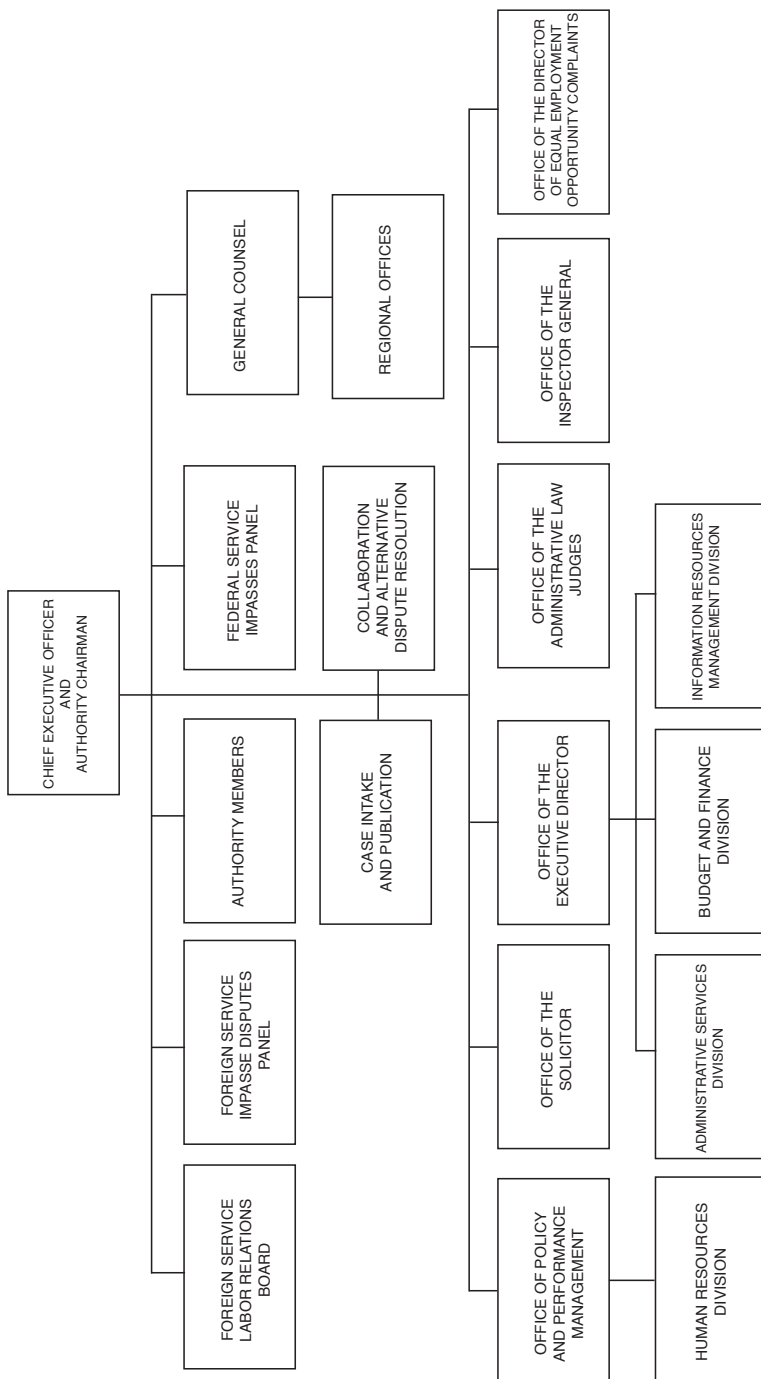 CHIEF EXECUTIVE OFFICER
AND
AUTHORITY CHAIRMAN
FOREIGN SERVICE
LABOR RELATIONS
BOARD
FOREIGN SERVICE
IMPASSE DISPUTES
PANEL
AUTHORITY MEMBERS
FEDERAL SERVICE
IMPASSES PANEL
GENERAL COUNSEL
CASE INTAKE
AND PUBLICATION
COLLABORATION
AND ALTERNATIVE
DISPUTE RESOLUTION
REGIONAL OFFICES
OFFICE OF POLICY
AND PERFORMANCE
MANAGEMENT
OFFICE OF THE
SOLICITOR
OFFICE OF THE
EXECUTIVE DIRECTOR
OFFICE OF THE
ADMINISTRATIVE LAW
JUDGES
OFFICE OF THE
INSPECTOR GENERAL
OFFICE OF THE DIRECTOR
OF EQUAL EMPLOYMENT
OPPORTUNITY COMPLAINTS
HUMAN RESOURCES
DIVISION
ADMINISTRATIVE SERVICES
DIVISION
BUDGET AND FINANCE
DIVISION
INFORMATION RESOURCES
MANAGEMENT DIVISION